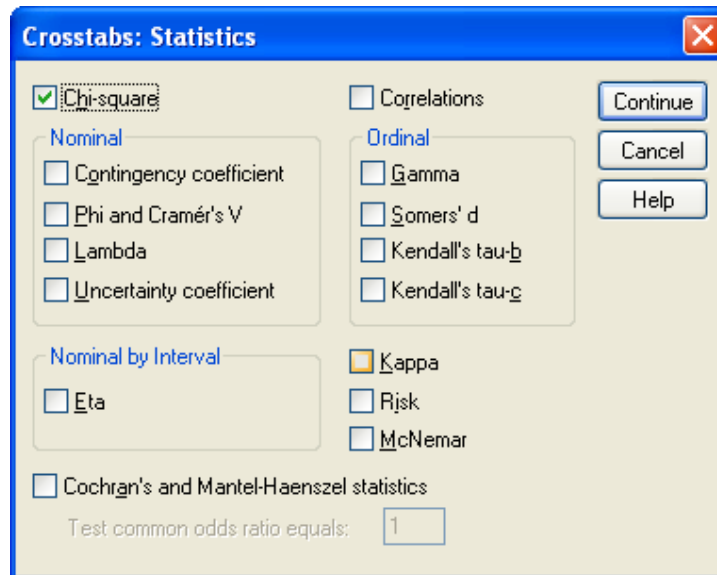 Crosstabs: Statistics
Chi-square
Correlations
Continue
Nominal
Ordinal
Cancel
Contingency coefficient
Gamma
Help
Phi and Cramér's V
Somers' d
Lambda
Kendall's tau-b
Uncertainty coefficient
Kendall's tau-c
Nominal by Interval
Kappa
Eta
Risk
McNemar
Cochran's and Mantel-Haenszel statistics
Test common odds ratio equals:
1